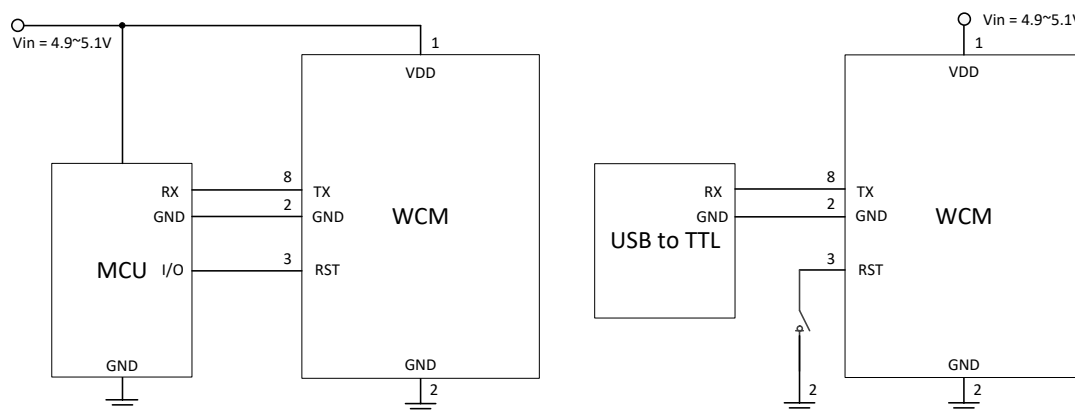 Vin = 4.9~5.1V
1
VDD
RX
8
TX
GND
2
GND
WCM
MCU
I/O
3
RST
GND
GND
2
Vin = 4.9~5.1V
1
VDD
RX
8
TX
GND
2
GND
WCM
USB to TTL
3
RST
2
GND
2